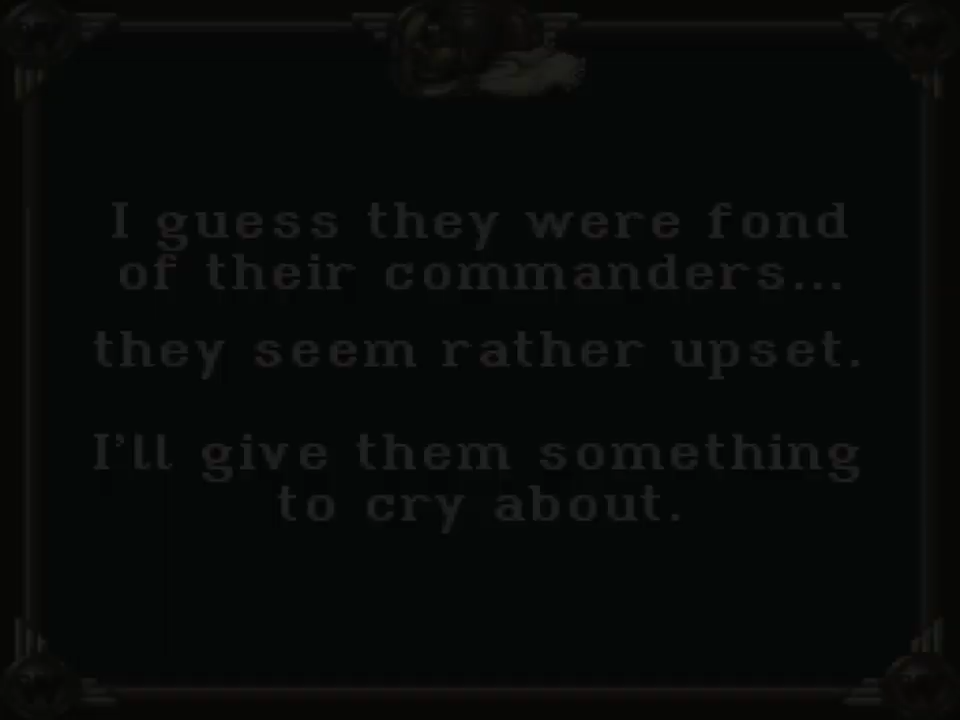 I guess they were fond
of their commanders...
they seem rather upset.
I'll give them something
to cry about.